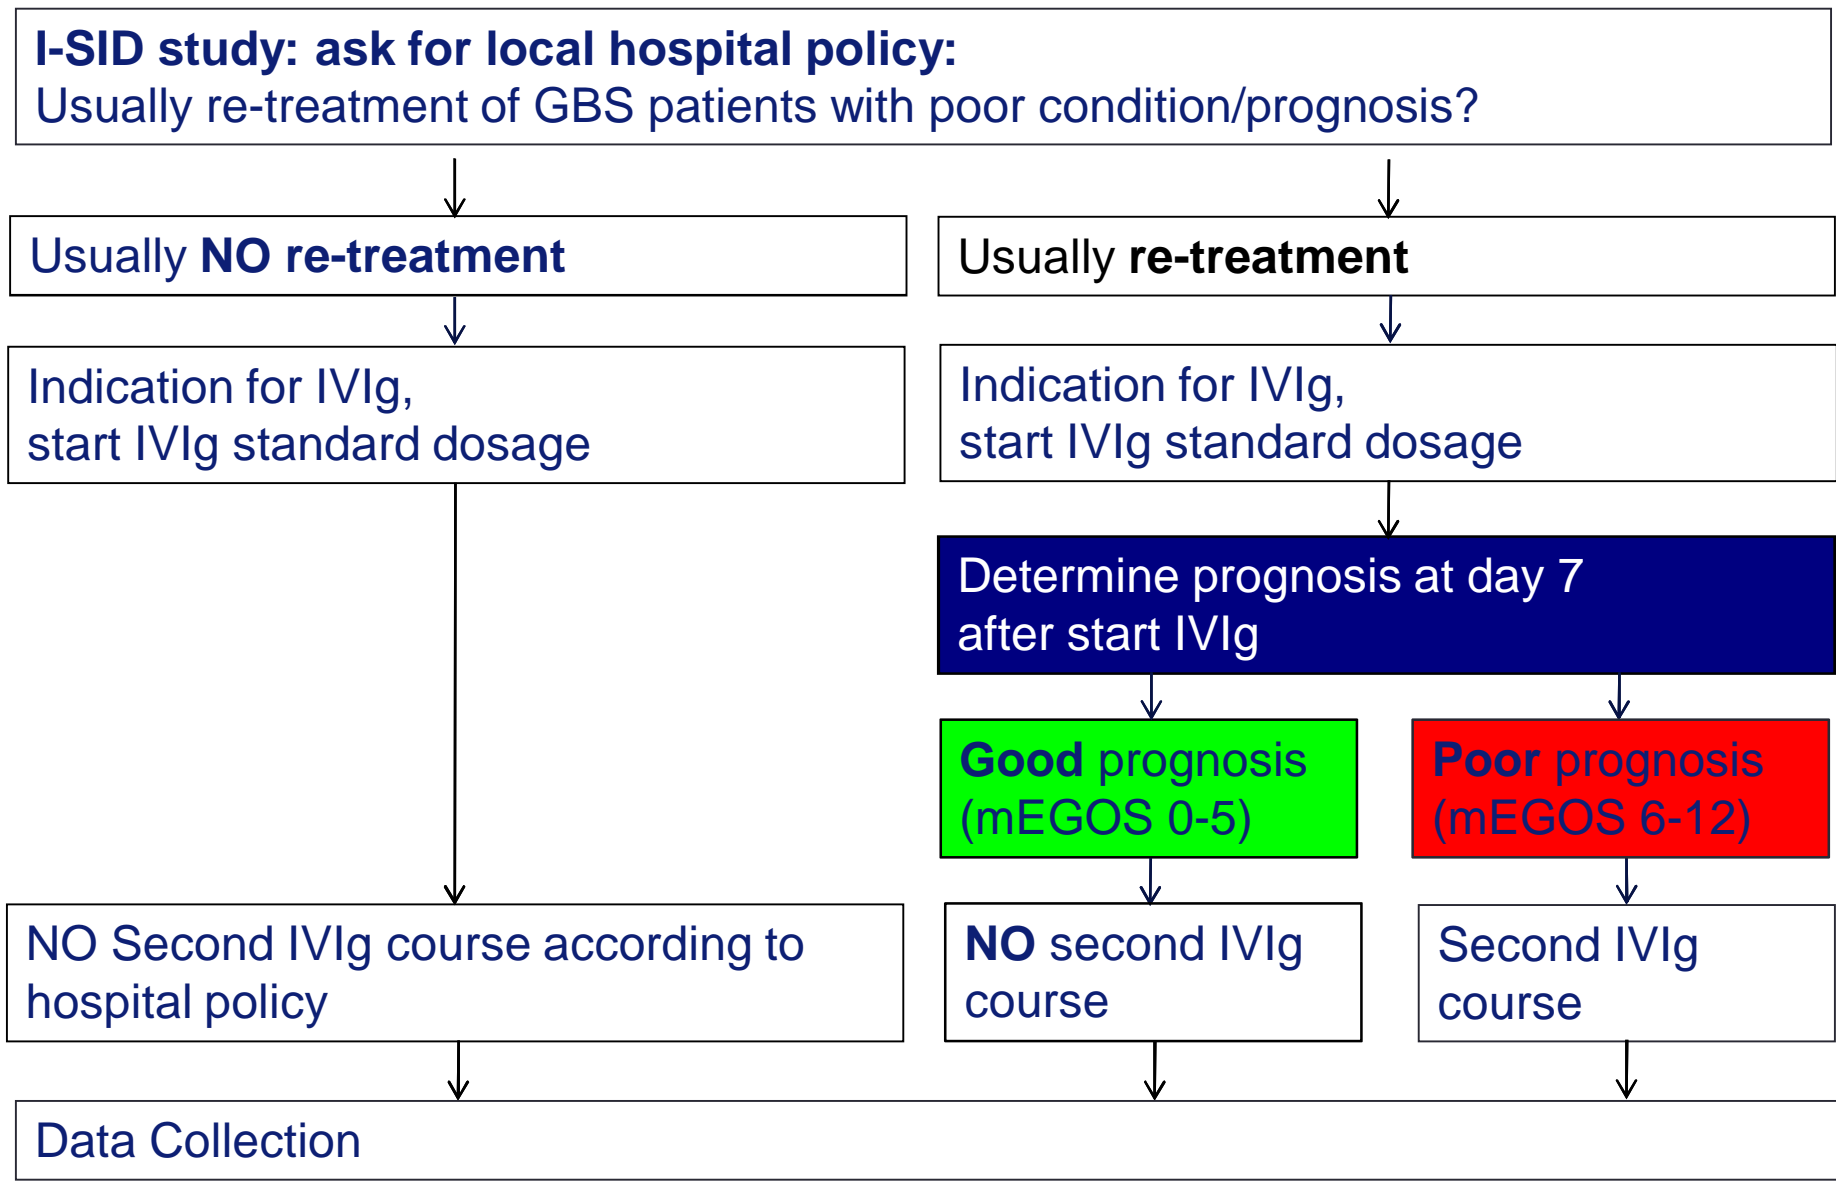 I-SID study: ask for local hospital policy:
Usually re-treatment of GBS patients with poor condition/prognosis?
Usually NO re-treatment
Usually re-treatment
Indication for IVIg,
start IVIg standard dosage
Indication for IVIg,
start IVIg standard dosage
Determine prognosis at day 7
after start IVIg
Good prognosis
(mEGOS 0-5)
Poor prognosis
(mEGOS 6-12)
NO Second IVIg course according to
hospital policy
NO second IVIg
course
Second IVIg
course
Data Collection